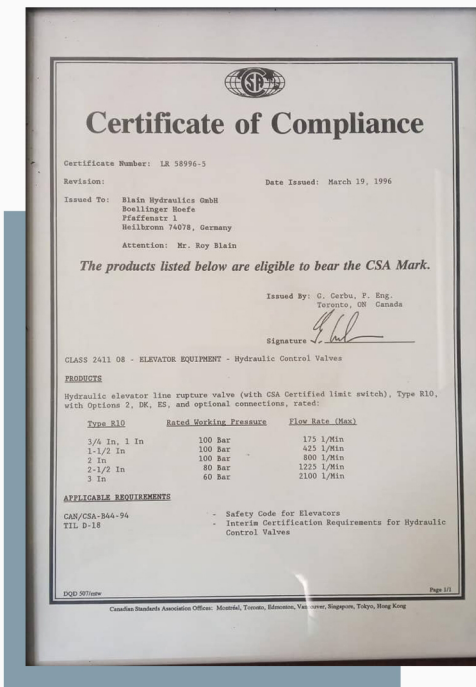 CSA
Certificate of Compliance
Certificate Number: LR 58996-5
Revision: Date Issued: March 19, 1996
Issued To: Blain Hydraulics GmbH
Boellinger Hoefe
Pfaffenstr 1
Heilbronn 74078, Germany
Attention: Mr. Roy Blain
The products listed below are eligible to bear the CSA Mark.
Issued By: G. Cerbu, P. Eng.
Toronto, ON Canada
Signature
CLASS 2411 08 - ELEVATOR EQUIPMENT - Hydraulic Control Valves
PRODUCTS
Hydraulic elevator line rupture valve (with CSA Certified limit switch), Type R10,
with Options 2, DK, ES, and optional connections, rated:
Type R10 Rated Working Pressure Flow Rate (Max)
3/4 In, 1 In 100 Bar 175 l/Min
1-1/2 In 100 Bar 425 l/Min
2 In 100 Bar 800 l/Min
2-1/2 In 80 Bar 1225 l/Min
3 In 60 Bar 2100 l/Min
APPLICABLE REQUIREMENTS
CAN/CSA-B44-94 - Safety Code for Elevators
TIL D-18 - Interim Certification Requirements for Hydraulic
Control Valves
DQD 507 Page 1/1
Canadian Standards Association Offices: Montréal, Toronto, Edmonton, Vancouver, Singapore, Tokyo, Hong Kong